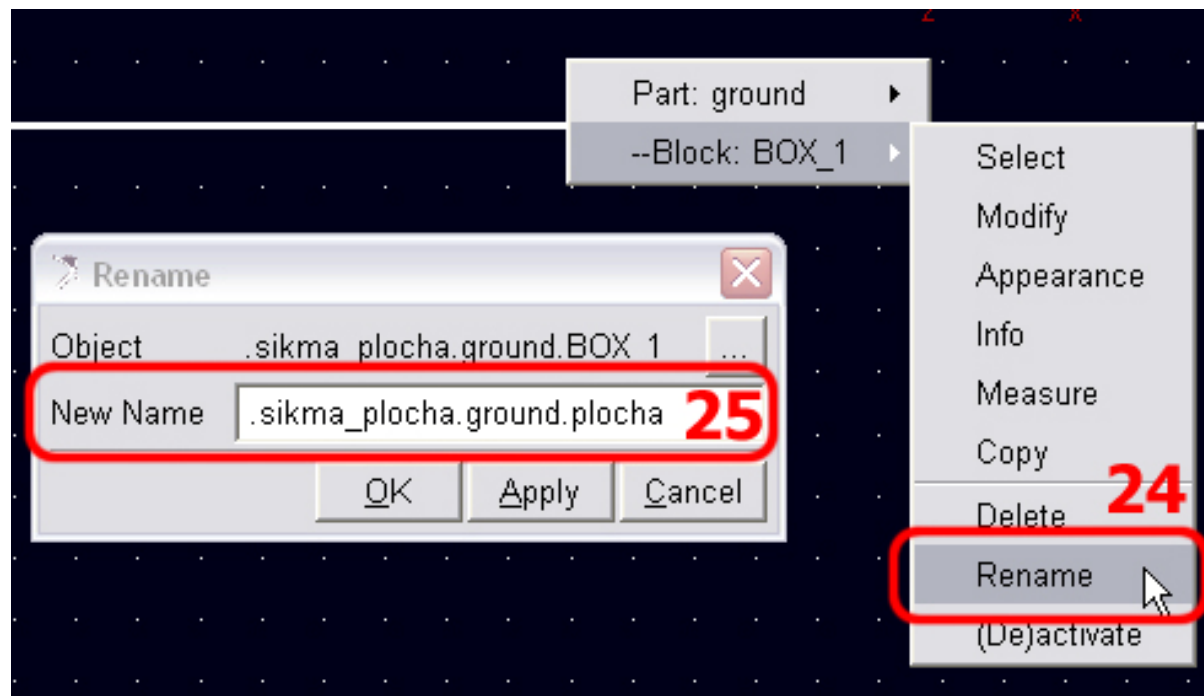 z x
Part: ground
--Block: BOX_1
Select
Modify
Appearance
Info
Measure
Copy
24
Delete
Rename
(De)activate
Rename
Object .sikma_plocha.ground.BOX_1 ...
New Name .sikma_plocha.ground.plocha 25
OK Apply Cancel